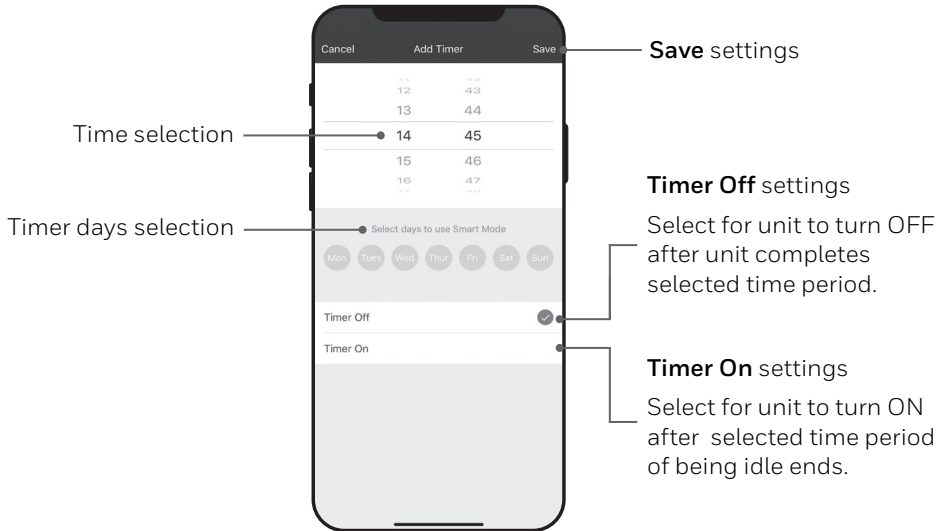 Cancel Add Timer Save
Save settings
12 43
13 44
Time selection
14 45
15 46
16 47
Timer Off settings
Select for unit to turn OFF
after unit completes
selected time period.
Timer days selection
Select days to use Smart Mode
Mon Tues Wed Thur Fri Sat Sun
Timer Off
Timer On
Timer On settings
Select for unit to turn ON
after selected time period
of being idle ends.